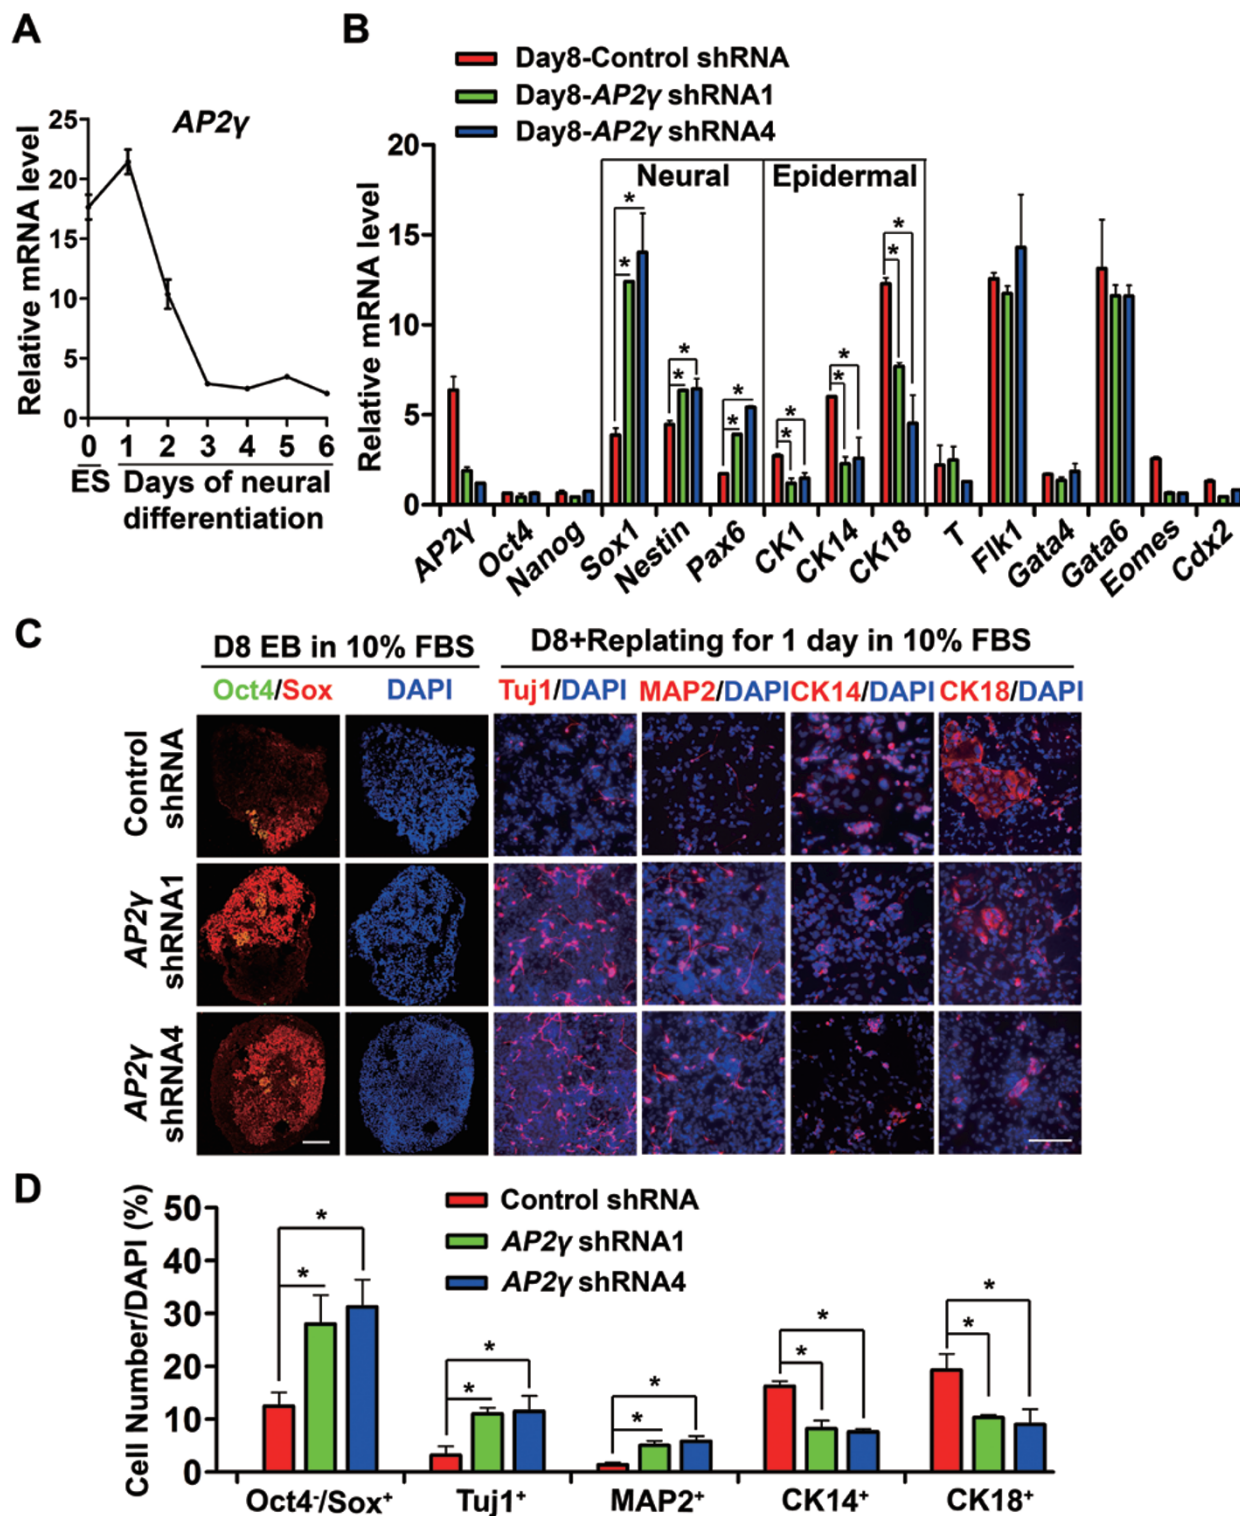 A
AP2γ
Relative mRNA level
25
20
15
10
5
0
0 1 2 3 4 5 6
ES Days of neural
differentiation
B
Day8-Control shRNA
Day8-AP2γ shRNA1
Day8-AP2γ shRNA4
Relative mRNA level
20
15
10
5
0
Neural Epidermal
* * * * * * * * * * * *
AP2γ Oct4 Nanog Sox1 Nestin Pax6 CK1 CK14 CK18 T Flk1 Gata4 Gata6 Eomes Cdx2
C
D8 EB in 10% FBS
D8+Replating for 1 day in 10% FBS
Oct4/Sox DAPI Tuj1/DAPI MAP2/DAPI CK14/DAPI CK18/DAPI
Control
shRNA
AP2γ
shRNA1
AP2γ
shRNA4
D
Control shRNA
AP2γ shRNA1
AP2γ shRNA4
Cell Number/DAPI (%)
50
40
30
20
10
0
* * * * * * * * * *
Oct4⁻/Sox⁺ Tuj1⁺ MAP2⁺ CK14⁺ CK18⁺